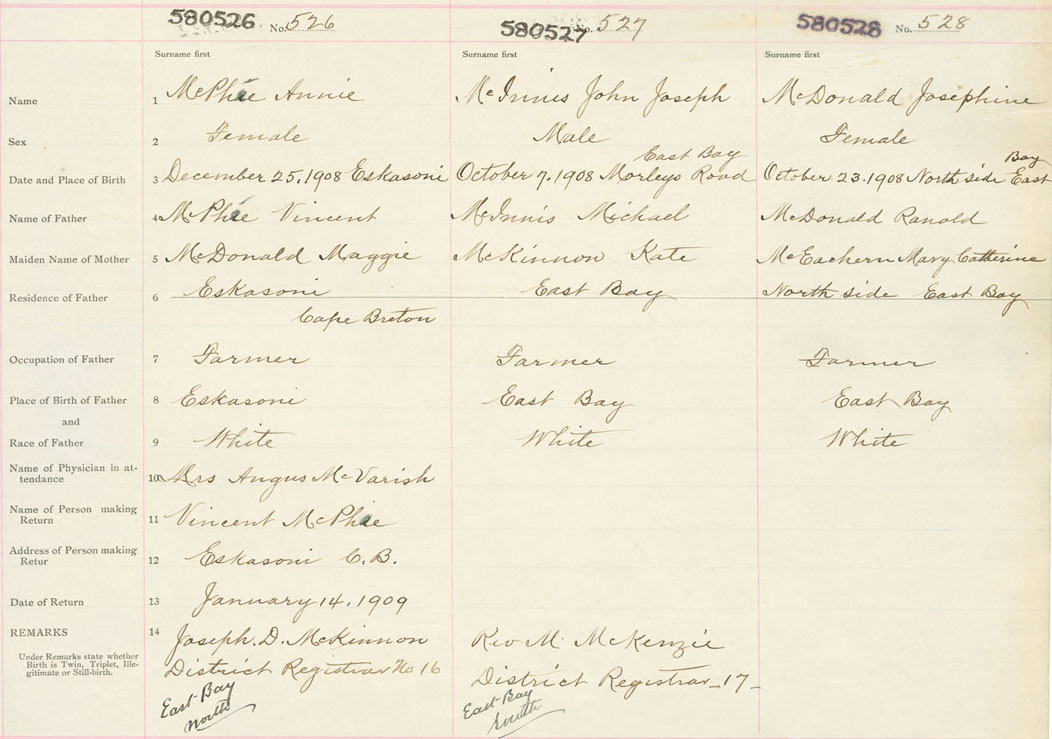 580526 No. 526 580527 No. 527 580528 No. 528
Surname first Surname first Surname first
Name 1 McPhee Annie McInnis John Joseph McDonald Josephine
Sex 2 Female Male Female
East Bay Bay
Date and Place of Birth 3 December 25, 1908 Eskasoni October 7, 1908 Morleys Road October 23. 1908 North side East
Name of Father 4 McPhee Vincent McInnis Michael McDonald Ranold
Maiden Name of Mother 5 McDonald Maggie McKinnon Kate McEachern Mary Catherine
Residence of Father 6 Eskasoni East Bay North side East Bay
Cape Breton
Occupation of Father 7 Farmer Farmer Farmer
Place of Birth of Father 8 Eskasoni East Bay East Bay
and
Race of Father 9 White White White
Name of Physician in at-
tendance 10 Mrs Angus McVarish
Name of Person making
Return 11 Vincent McPhee
Address of Person making
Retur 12 Eskasoni C.B.
Date of Return 13 January 14, 1909
REMARKS 14 Joseph. D. McKinnon Rev M. McKenzie
Under Remarks state whether
Birth is Twin, Triplet, Ille-
gitimate or Still-birth.
District Registrar No 16 District Registrar - 17 -
East Bay East Bay
North South